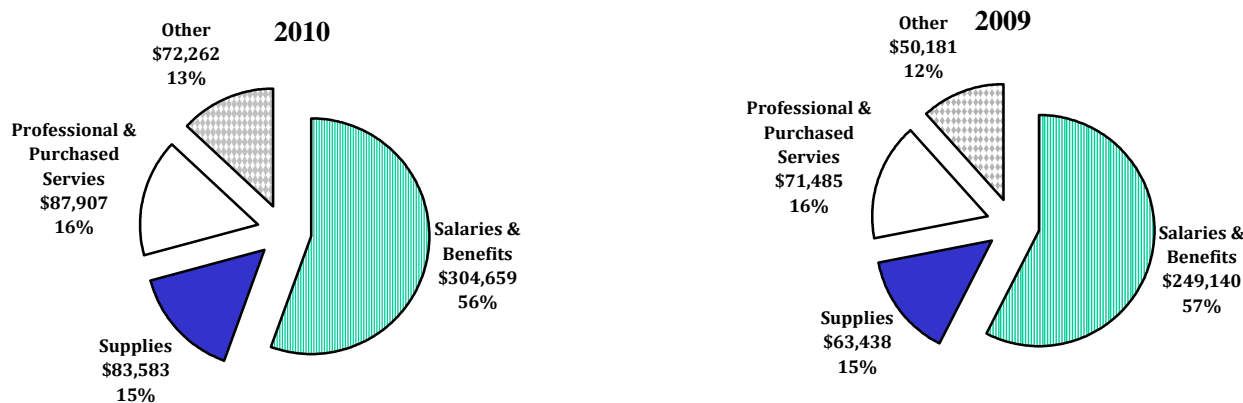 2010
Other
$72,262
13%
Professional &
Purchased
Servies
$87,907
16%
Salaries &
Benefits
$304,659
56%
Supplies
$83,583
15%
2009
Other
$50,181
12%
Professional &
Purchased
Servies
$71,485
16%
Salaries &
Benefits
$249,140
57%
Supplies
$63,438
15%